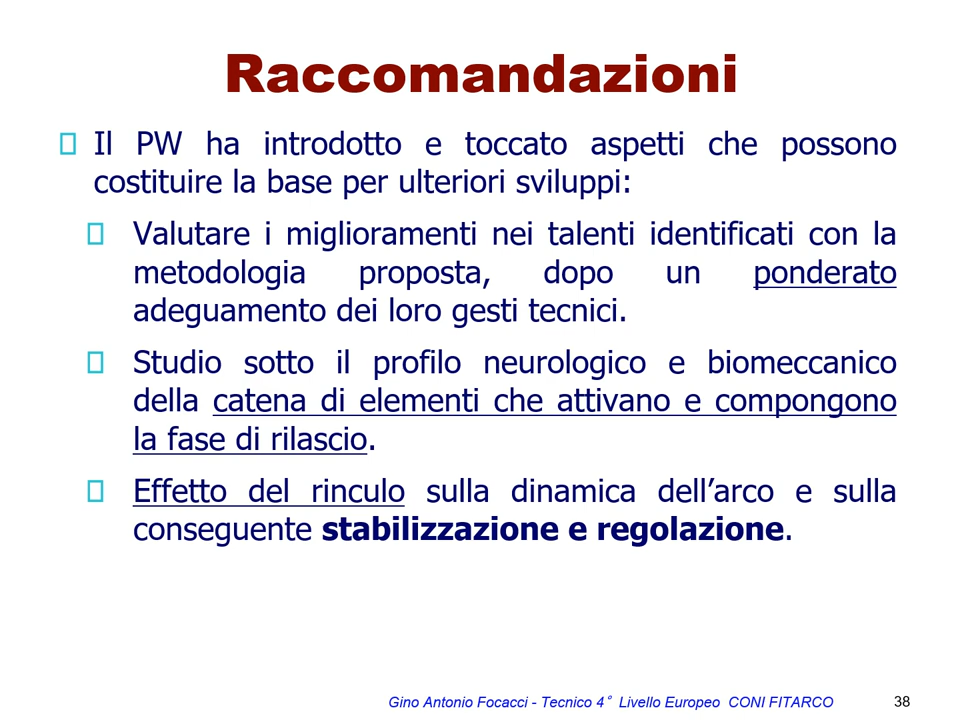 Raccomandazioni
Il PW ha introdotto e toccato aspetti che possono
costituire la base per ulteriori sviluppi:
Valutare i miglioramenti nei talenti identificati con la
metodologia proposta, dopo un ponderato
adeguamento dei loro gesti tecnici.
Studio sotto il profilo neurologico e biomeccanico
della catena di elementi che attivano e compongono
la fase di rilascio.
Effetto del rinculo sulla dinamica dell’arco e sulla
conseguente stabilizzazione e regolazione.
Gino Antonio Focacci - Tecnico 4° Livello Europeo CONI FITARCO 38